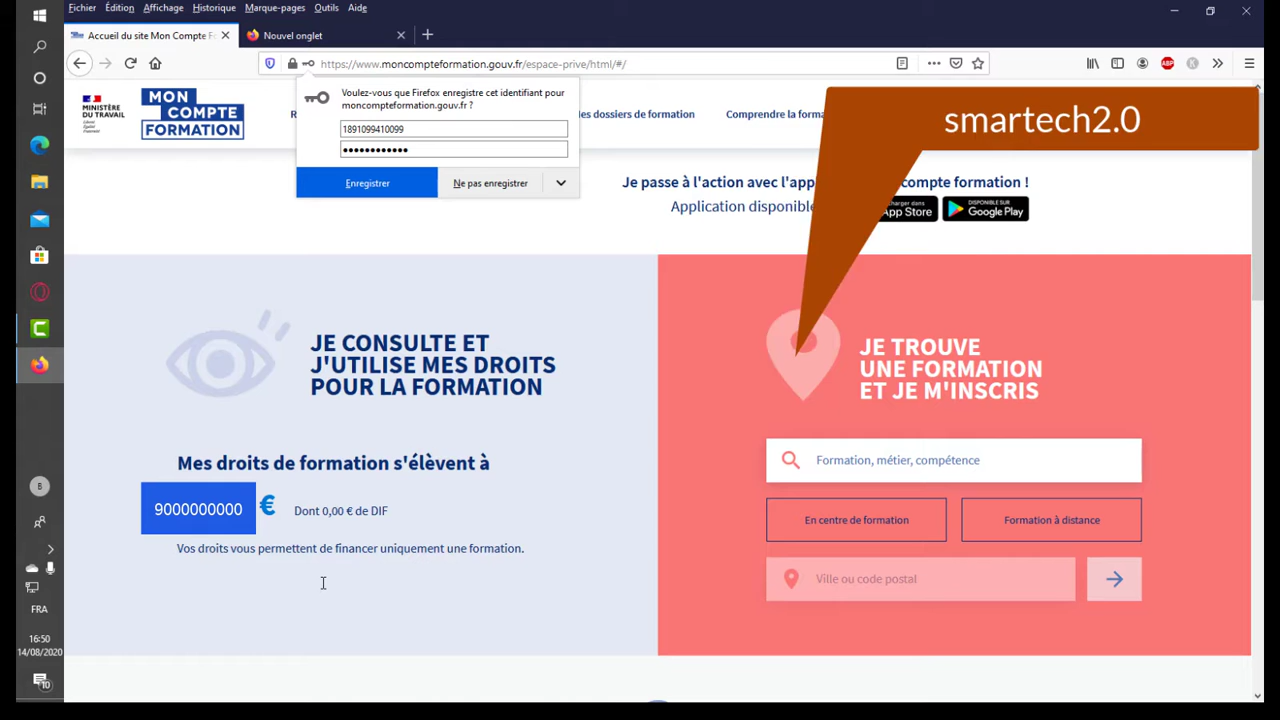 Fichier Édition Affichage Historique Marque-pages Outils Aide
Accueil du site Mon Compte F
Nouvel onglet
https://www.moncompteformation.gouv.fr/espace-prive/html/#/
ABP
Voulez-vous que Firefox enregistre cet identifiant pour
moncompteformation.gouv.fr ?
1891099410099
••••••••••••
Enregistrer
Ne pas enregistrer
MINISTÈRE
DU TRAVAIL
MON
COMPTE
FORMATION
R
les dossiers de formation
Comprendre la forma
smartech2.0
Je passe à l'action avec l'app
compte formation !
Application disponible
App Store
DISPONIBLE SUR
Google Play
JE CONSULTE ET
J'UTILISE MES DROITS
POUR LA FORMATION
Mes droits de formation s'élèvent à
9000000000 €
Dont 0,00 € de DIF
Vos droits vous permettent de financer uniquement une formation.
JE TROUVE
UNE FORMATION
ET JE M'INSCRIS
Formation, métier, compétence
En centre de formation
Formation à distance
Ville ou code postal
B
FRA
16:50
14/08/2020
10